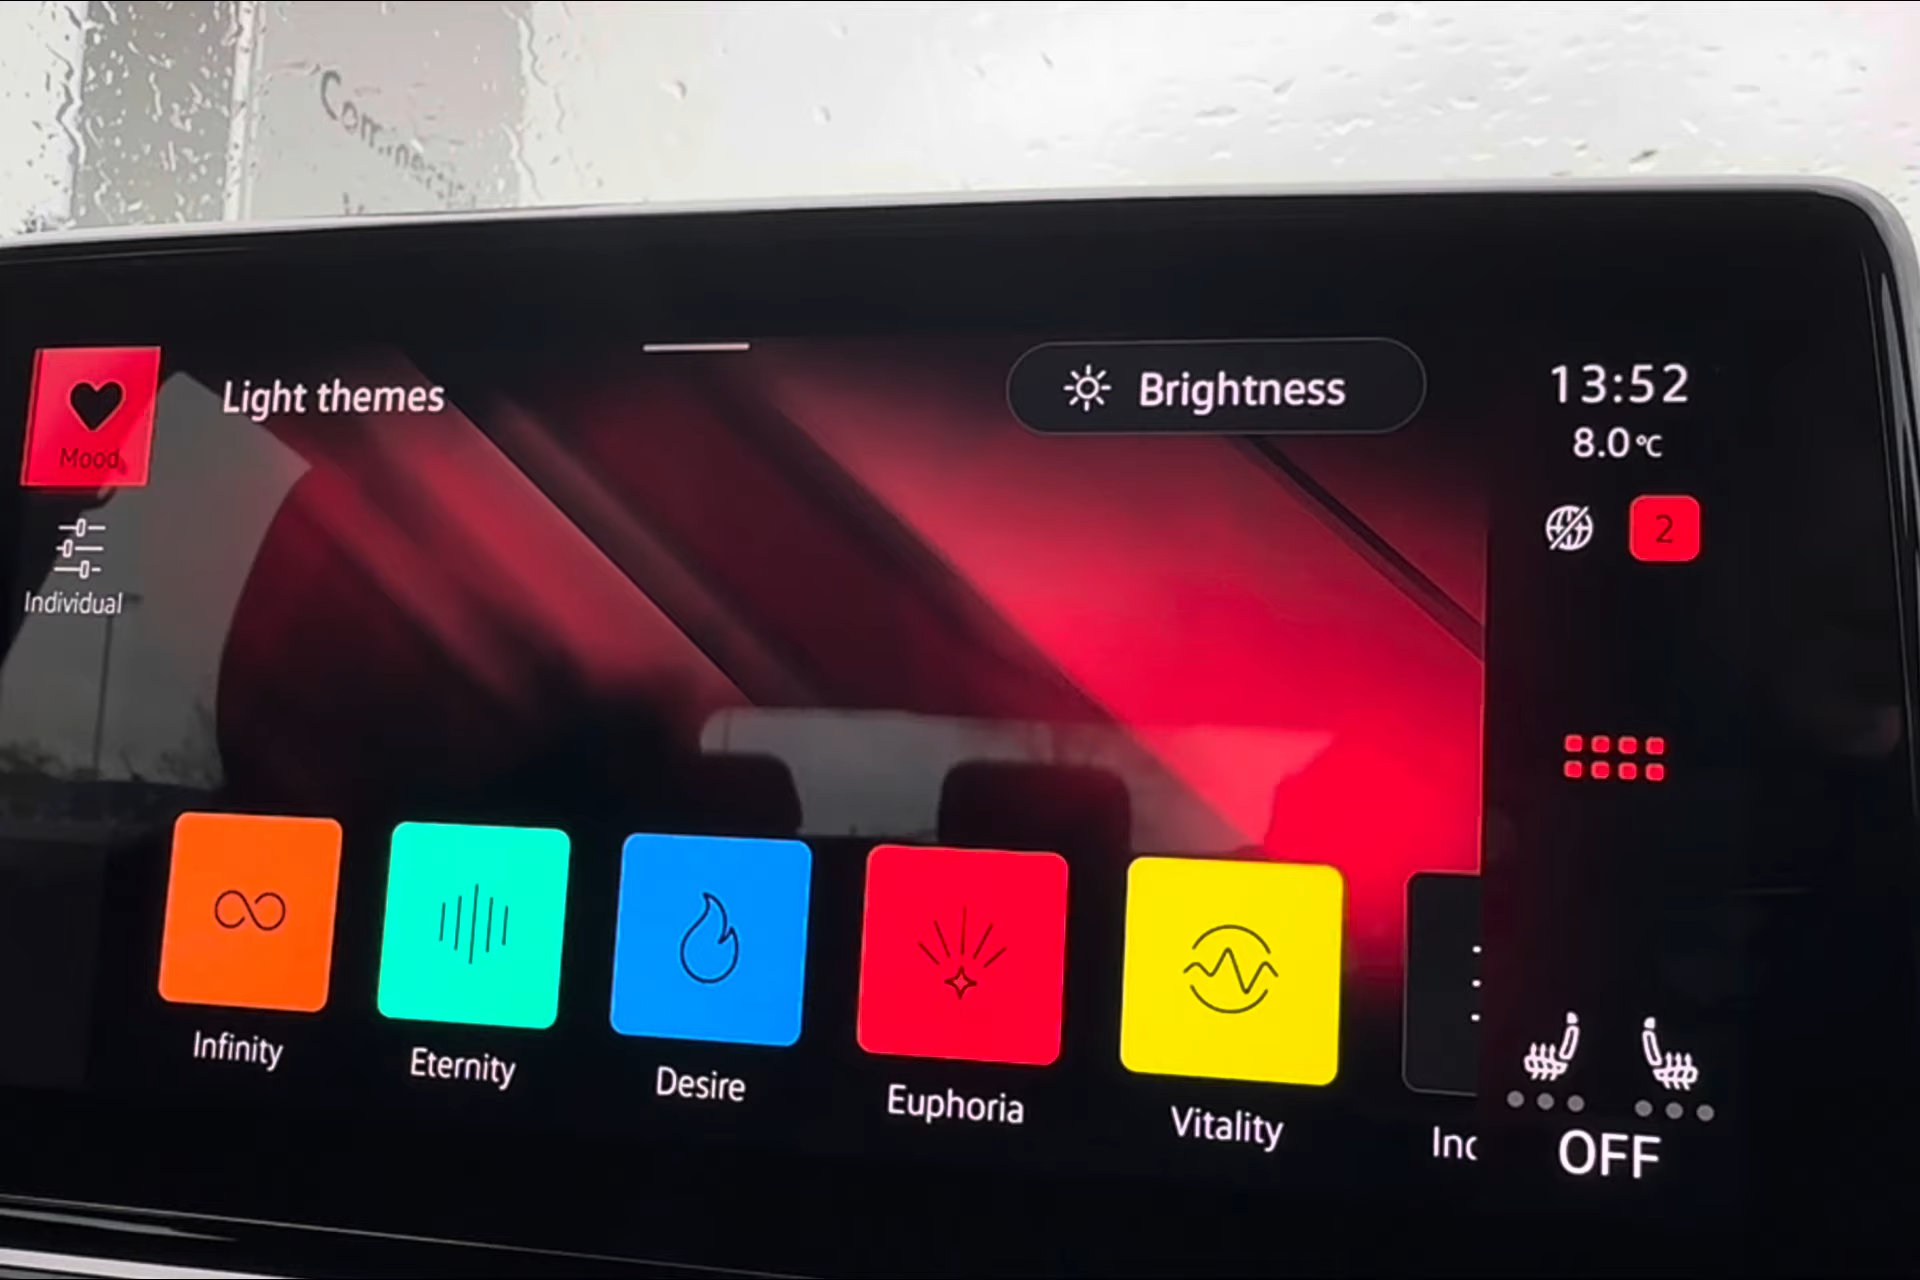 Mood
Light themes
Brightness
13:52
8.0°C
2
Individual
Infinity
Eternity
Desire
Euphoria
Vitality
OFF